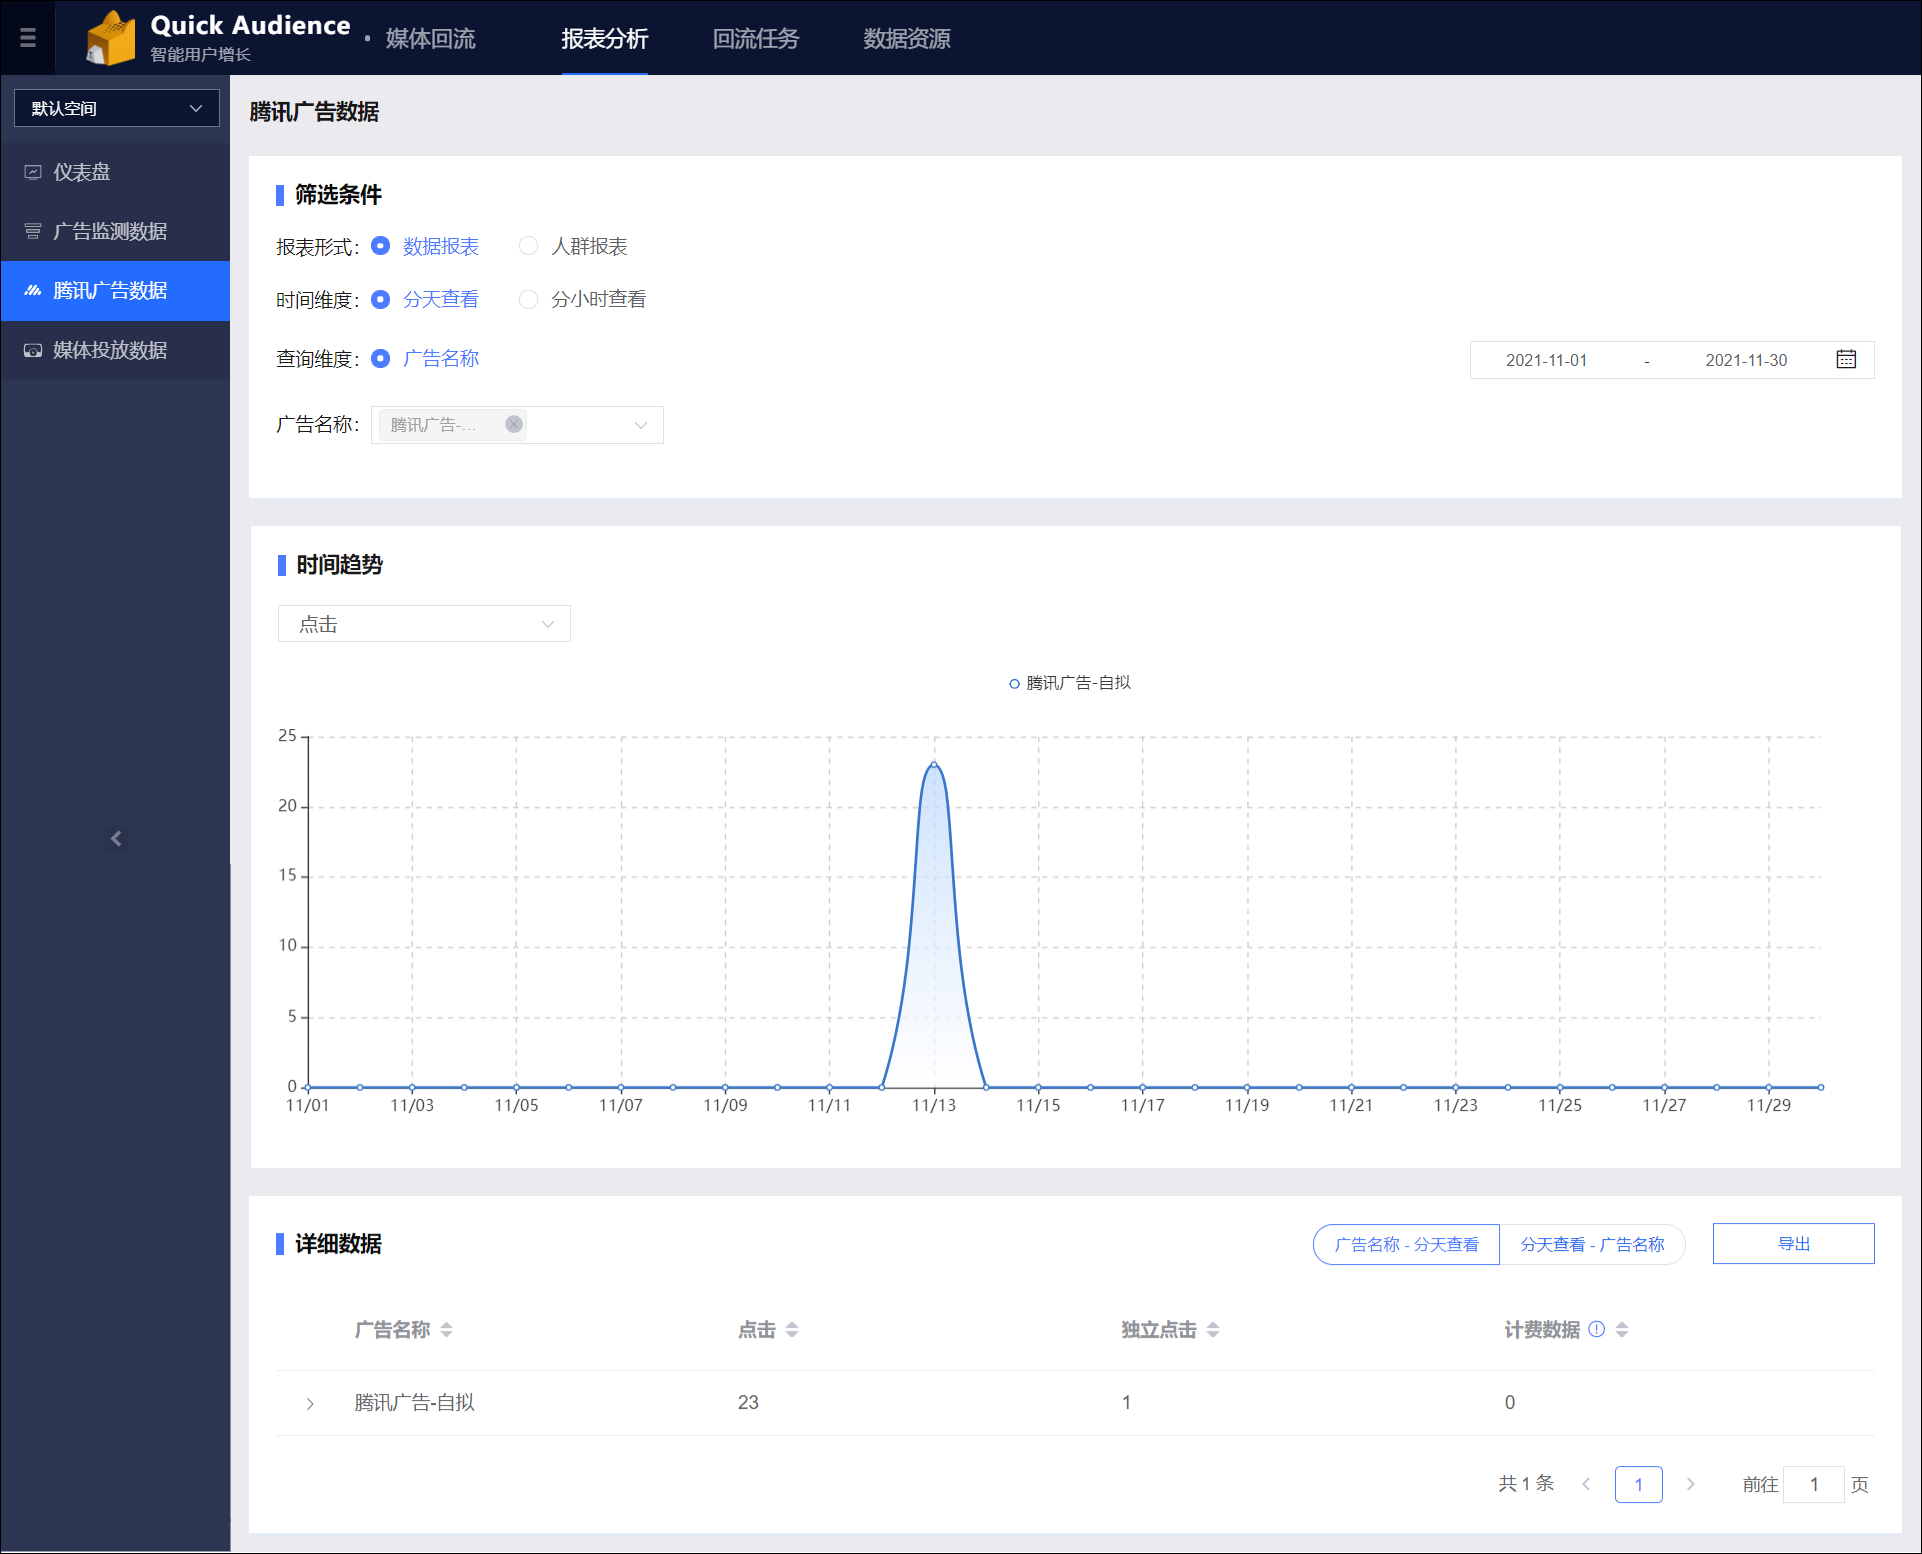 Quick Audience
智能用户增长
· 媒体回流
报表分析
回流任务
数据资源
默认空间
仪表盘
广告监测数据
腾讯广告数据
媒体投放数据
腾讯广告数据
筛选条件
报表形式: 数据报表 人群报表
时间维度: 分天查看 分小时查看
查询维度: 广告名称
2021-11-01 - 2021-11-30
广告名称: 腾讯广告-...
时间趋势
点击
腾讯广告-自拟
25
20
15
10
5
0
11/01 11/03 11/05 11/07 11/09 11/11 11/13 11/15 11/17 11/19 11/21 11/23 11/25 11/27 11/29
详细数据
广告名称 - 分天查看 分天查看 - 广告名称 导出
广告名称 点击 独立点击 计费数据
腾讯广告-自拟 23 1 0
共 1 条 1 前往 1 页